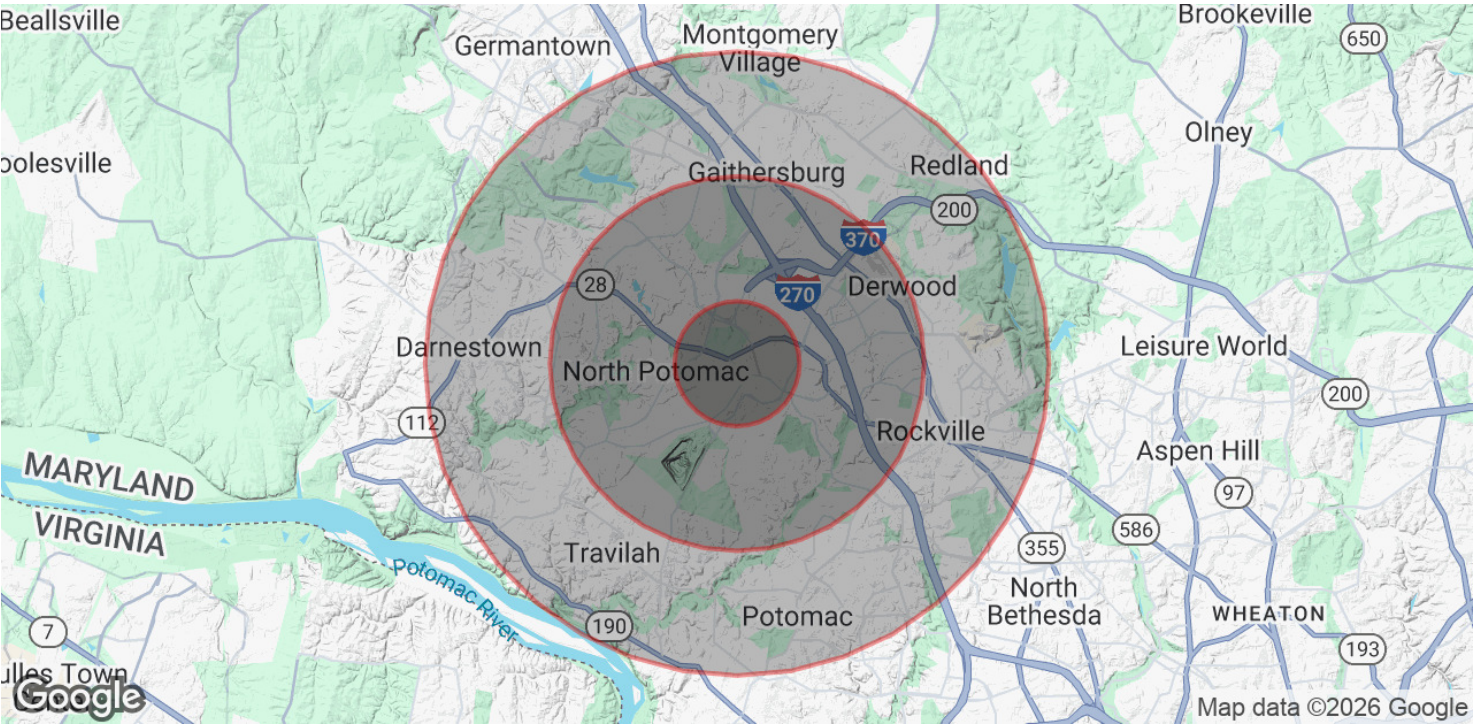 Beallsville
Germantown
Montgomery
Village
Brookeville
650
Olney
oolesville
Gaithersburg
Redland
200
370
28
270
Derwood
Darnestown
North Potomac
Leisure World
200
112
Rockville
Aspen Hill
MARYLAND
VIRGINIA
97
586
355
Travilah
Potomac River
North
Bethesda
Potomac
WHEATON
7
190
193
ulles Town
Google
Map data ©2026 Google